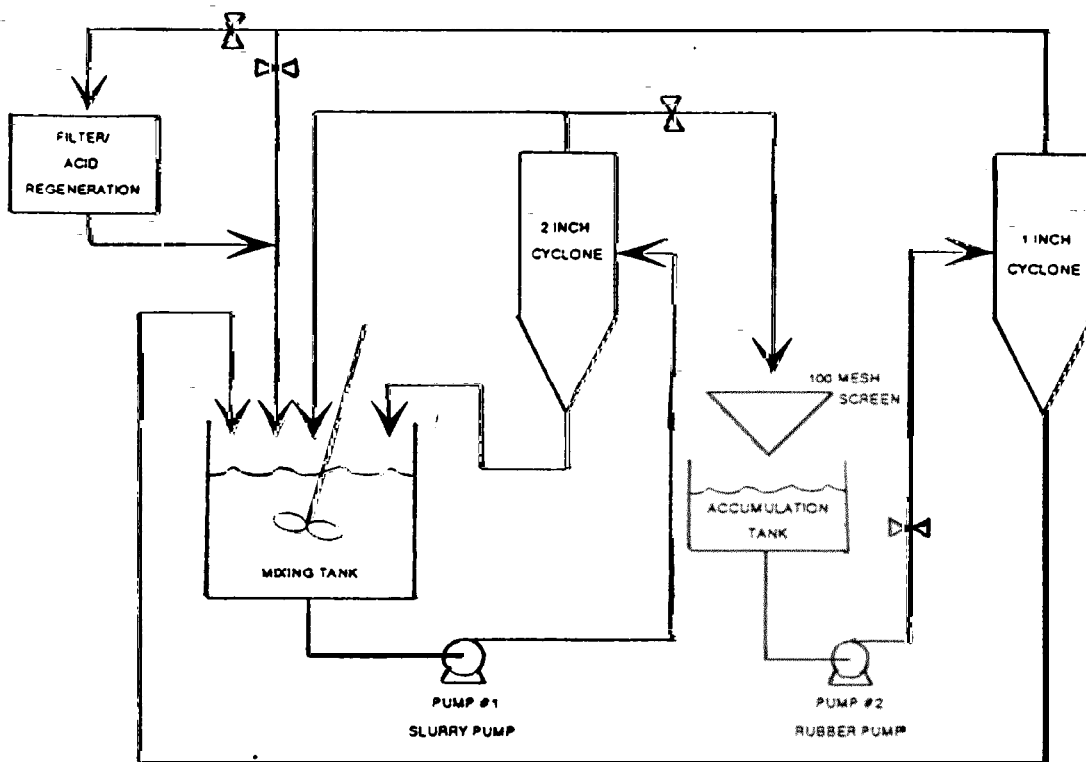 FILTER/
ACID
REGENERATION
2 INCH
CYCLONE
1 INCH
CYCLONE
100 MESH
SCREEN
ACCUMULATION
TANK
MIXING TANK
PUMP #1
SLURRY PUMP
PUMP #2
RUBBER PUMP